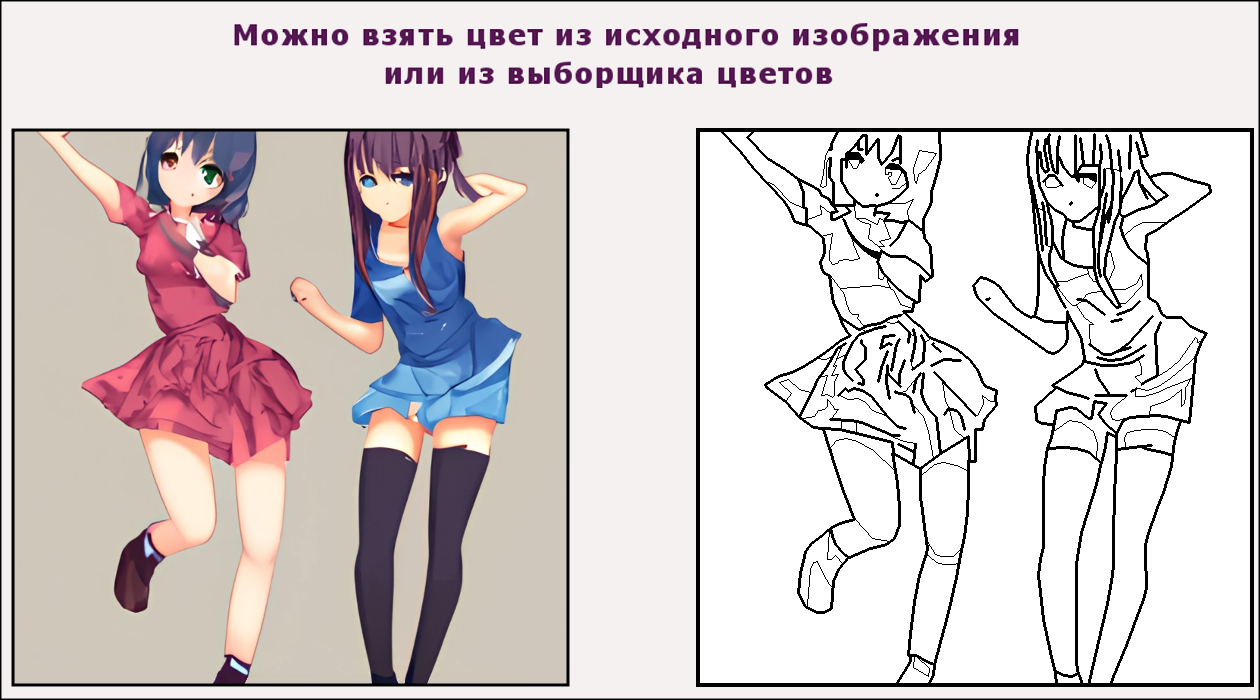 Можно взять цвет из исходного изображения
или из выборщика цветов